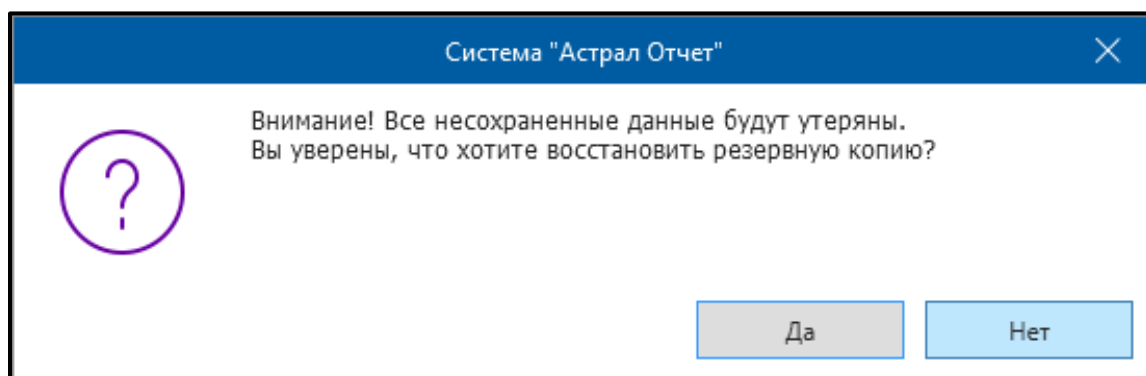 Система "Астрал Отчет"
Внимание! Все несохраненные данные будут утеряны.
Вы уверены, что хотите восстановить резервную копию?
Да
Нет